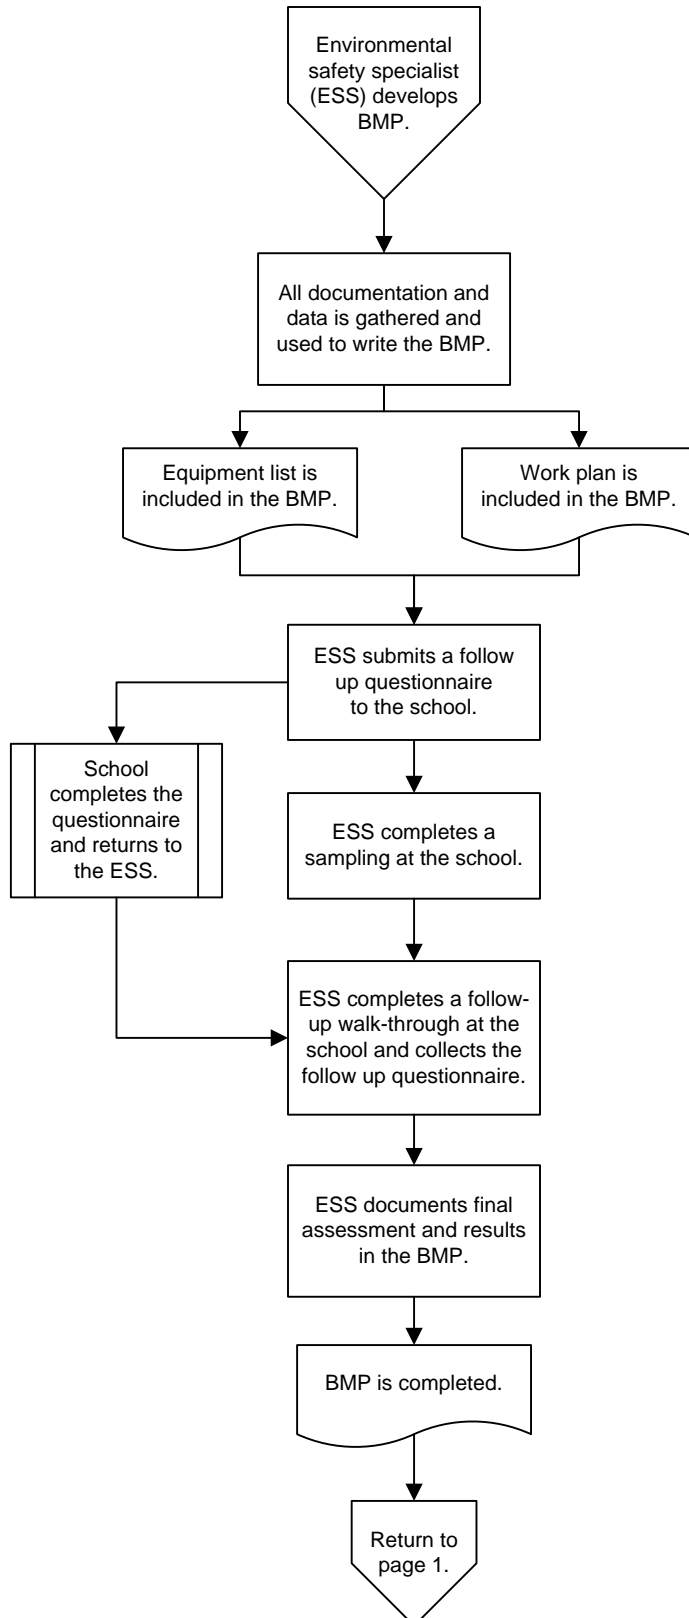 Environmental
safety specialist
(ESS) develops
BMP.
All documentation and
data is gathered and
used to write the BMP.
Equipment list is
included in the BMP.
Work plan is
included in the BMP.
ESS submits a follow
up questionnaire
to the school.
School
completes the
questionnaire
and returns to
the ESS.
ESS completes a
sampling at the school.
ESS completes a follow-
up walk-through at the
school and collects the
follow up questionnaire.
ESS documents final
assessment and results
in the BMP.
BMP is completed.
Return to
page 1.